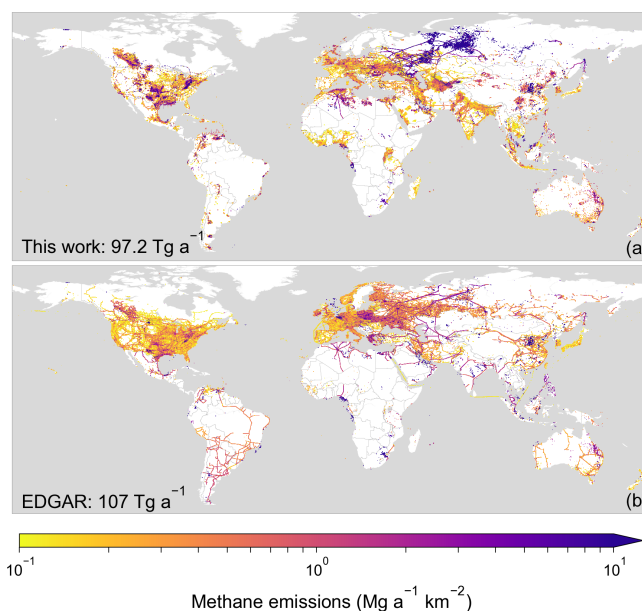 This work: 97.2 Tg a⁻¹
(a
EDGAR: 107 Tg a⁻¹
(b
10⁻¹ 10⁰ 10¹
Methane emissions (Mg a⁻¹ km⁻²)